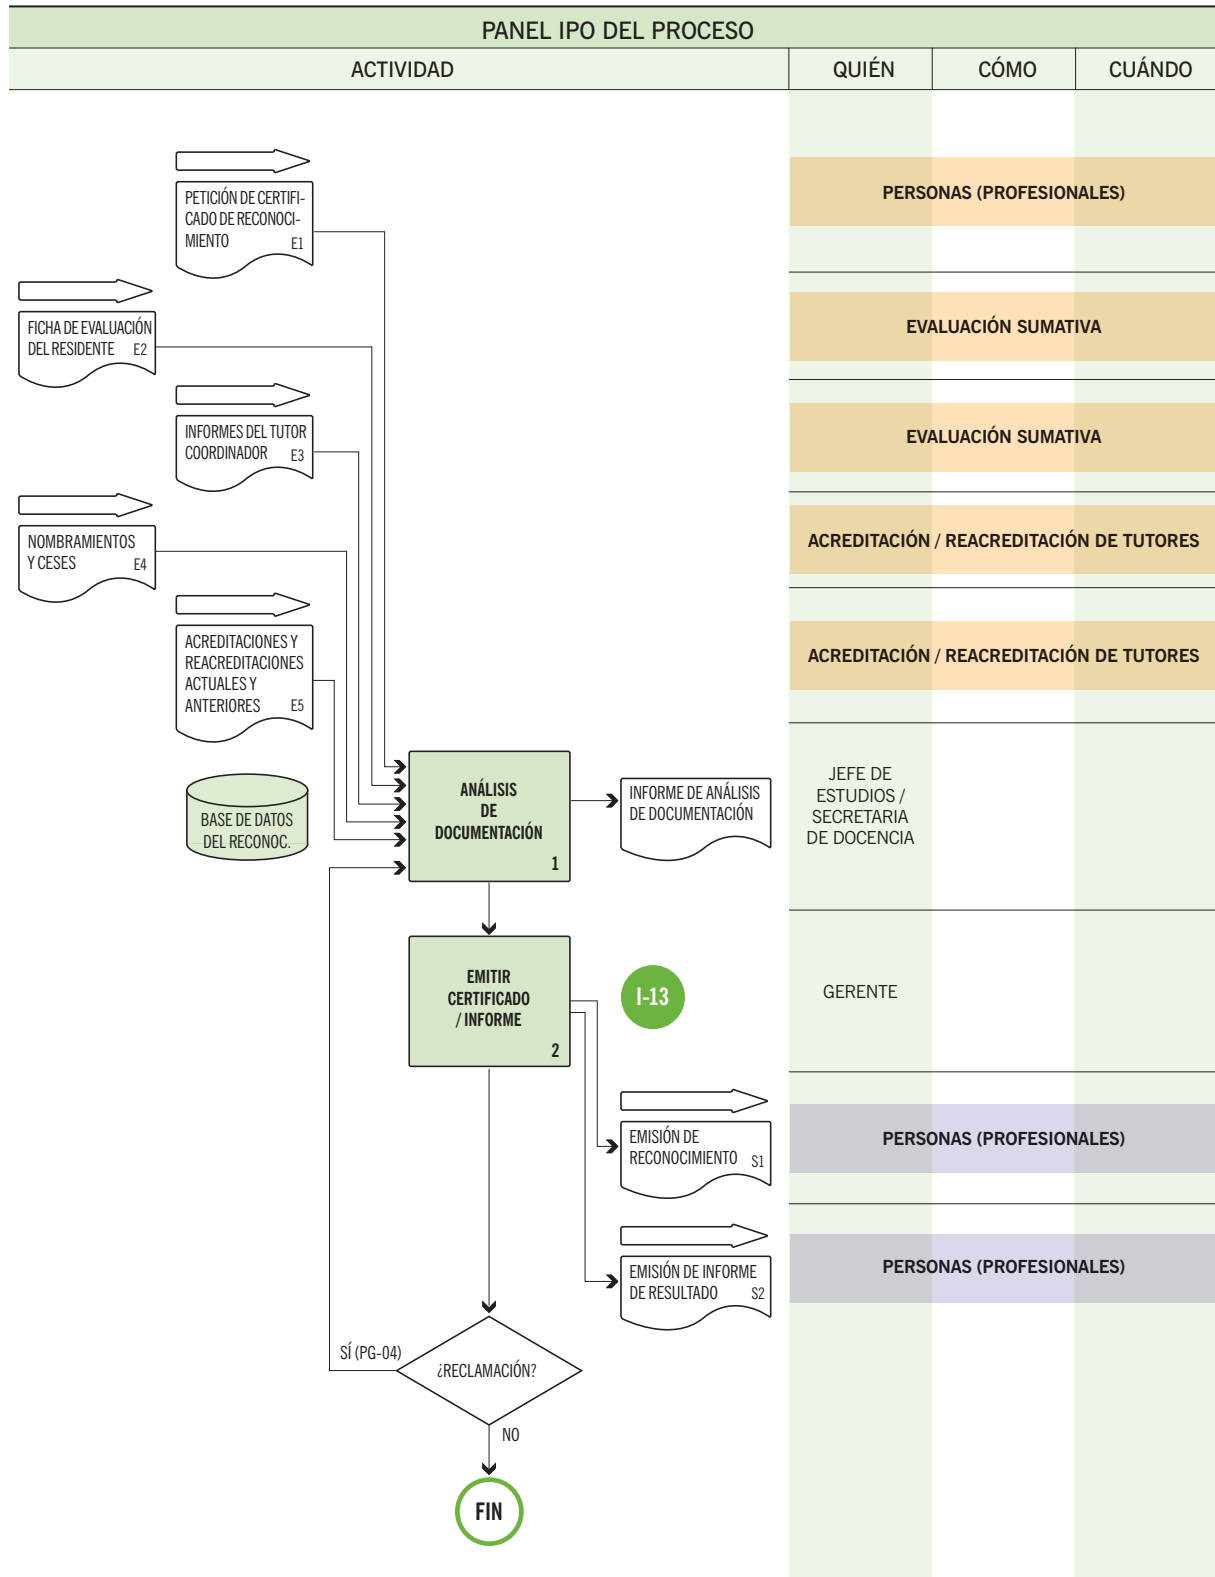 PANEL IPO DEL PROCESO
ACTIVIDAD
QUIÉN
CÓMO
CUÁNDO
PETICIÓN DE CERTIFI-
CADO DE RECONOCI-
MIENTO
E1
PERSONAS (PROFESIONALES)
FICHA DE EVALUACIÓN
DEL RESIDENTE E2
EVALUACIÓN SUMATIVA
INFORMES DEL TUTOR
COORDINADOR E3
EVALUACIÓN SUMATIVA
NOMBRAMIENTOS
Y CESES E4
ACREDITACIÓN / REACREDITACIÓN DE TUTORES
ACREDITACIONES Y
REACREDITACIONES
ACTUALES Y
ANTERIORES E5
ACREDITACIÓN / REACREDITACIÓN DE TUTORES
BASE DE DATOS
DEL RECONOC.
ANÁLISIS
DE
DOCUMENTACIÓN
1
INFORME DE ANÁLISIS
DE DOCUMENTACIÓN
JEFE DE
ESTUDIOS /
SECRETARIA
DE DOCENCIA
EMITIR
CERTIFICADO
/ INFORME
2
I-13
GERENTE
EMISIÓN DE
RECONOCIMIENTO S1
PERSONAS (PROFESIONALES)
EMISIÓN DE INFORME
DE RESULTADO S2
PERSONAS (PROFESIONALES)
SÍ (PG-04)
¿RECLAMACIÓN?
NO
FIN